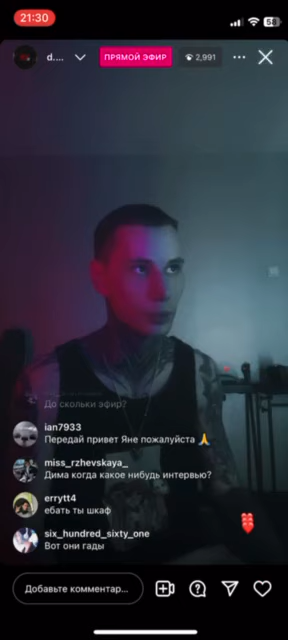 21:30
d....
ПРЯМОЙ ЭФИР
2,991
До скольки эфир?
ian7933
Передай привет Яне пожалуйста 🙏
miss_rzhevskaya_
Дима когда какое нибудь интервью?
errytt4
ебать ты шкаф
six_hundred_sixty_one
Вот они гады
Добавьте комментар...